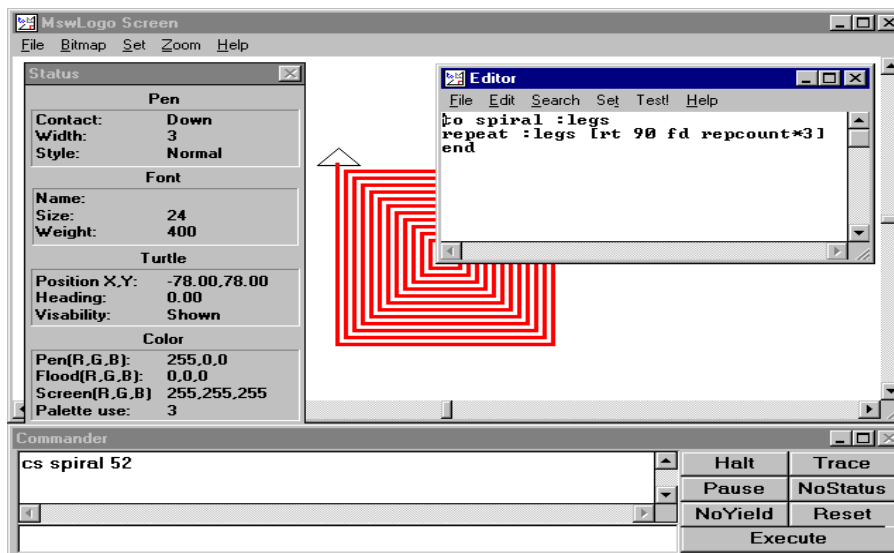 MswLogo Screen
File Bitmap Set Zoom Help
Status
Pen
Contact: Down
Width: 3
Style: Normal
Font
Name:
Size: 24
Weight: 400
Turtle
Position X,Y: -78.00,78.00
Heading: 0.00
Visability: Shown
Color
Pen(R,G,B): 255,0,0
Flood(R,G,B): 0,0,0
Screen(R,G,B) 255,255,255
Palette use: 3
Editor
File Edit Search Set Test! Help
to spiral :legs
repeat :legs [rt 90 fd repcount*3]
end
Commander
cs spiral 52
Halt Trace
Pause NoStatus
NoYield Reset
Execute